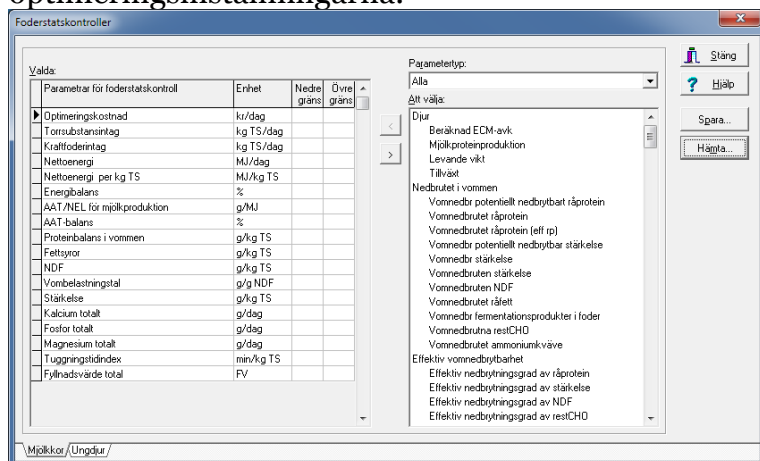 optimeringsinställningarna.
Foderstatskontroller
Valda:
Parametrar för foderstatskontroll Enhet Nedre gräns Övre gräns
Optimeringskostnad kr/dag
Torrsubstansintag kg TS/dag
Kraftfoderintag kg TS/dag
Nettoenergi MJ/dag
Nettoenergi per kg TS MJ/kg TS
Energibalans %
AAT/NEL för mjölkproduktion g/MJ
AAT-balans %
Proteinbalans i vommen g/kg TS
Fettsyror g/kg TS
NDF g/kg TS
Vombelastningstal g/g NDF
Stärkelse g/kg TS
Kalcium totalt g/dag
Fosfor totalt g/dag
Magnesium totalt g/dag
Tuggningstidindex min/kg TS
Fyllnadsvärde total FV
<
>
Parametertyp:
Alla
Att välja:
Djur
Beräknad ECM-avk
Mjölkproteinproduktion
Levande vikt
Tillväxt
Nedbrutet i vommen
Vomnedbr potentiellt nedbrytbart råprotein
Vomnedbrutet råprotein
Vomnedbrutet råprotein (eff rp)
Vomnedbr potentiellt nedbrytbar stärkelse
Vomnedbr stärkelse
Vomnedbruten stärkelse
Vomnedbruten NDF
Vomnedbrutet råfett
Vomnedbr fermentationsprodukter i foder
Vomnedbrutna restCHO
Vomnedbrutet ammoniumkväve
Effektiv vomnedbrytbarhet
Effektiv nedbrytningsgrad av råprotein
Effektiv nedbrytningsgrad av stärkelse
Effektiv nedbrytningsgrad av NDF
Effektiv nedbrytningsgrad av restCHO
Stäng
Hjälp
Spara...
Hämta...
Mjölkkor Ungdjur